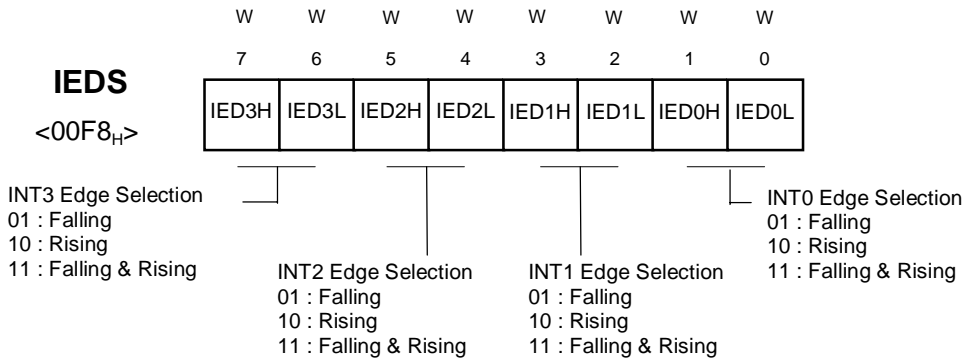 W W W W W W W W
7 6 5 4 3 2 1 0
IEDS
<00F8H>
IED3H IED3L IED2H IED2L IED1H IED1L IED0H IED0L
INT3 Edge Selection
01 : Falling
10 : Rising
11 : Falling & Rising
INT2 Edge Selection
01 : Falling
10 : Rising
11 : Falling & Rising
INT1 Edge Selection
01 : Falling
10 : Rising
11 : Falling & Rising
INT0 Edge Selection
01 : Falling
10 : Rising
11 : Falling & Rising